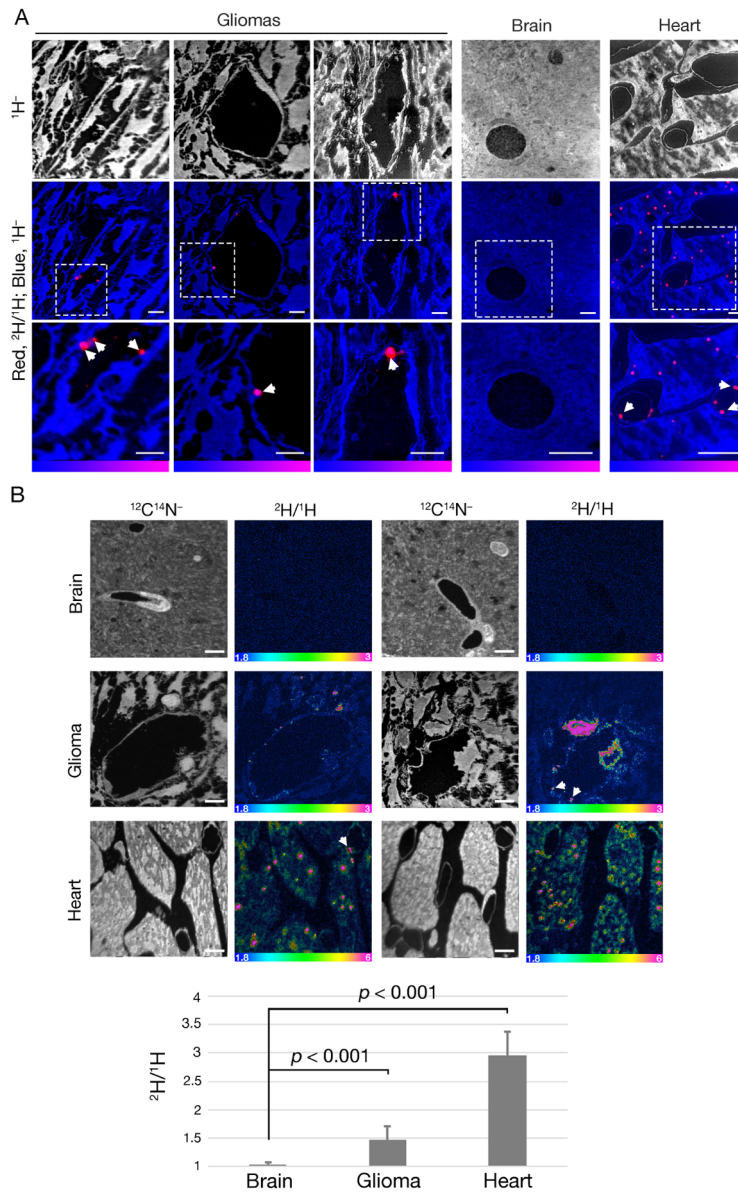 A
Gliomas
Brain
Heart
¹H⁻
Red, ²H/¹H; Blue, ¹H⁻
B
¹²C¹⁴N⁻
²H/¹H
¹²C¹⁴N⁻
²H/¹H
Brain
1.8 3
1.8 3
Glioma
1.8 3
1.8 3
Heart
1.8 6
1.8 6
4
p < 0.001
3.5
3
p < 0.001
2.5
2
1.5
1
²H/¹H
Brain
Glioma
Heart